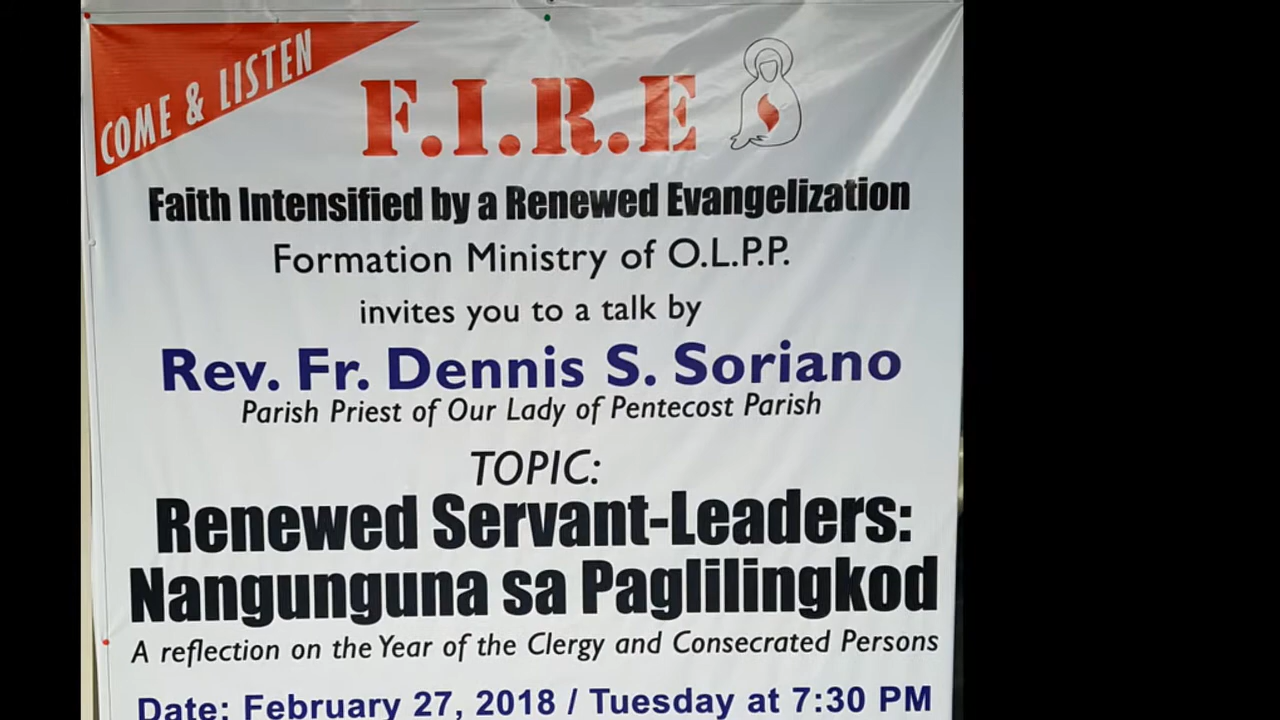 COME & LISTEN
F.I.R.E
Faith Intensified by a Renewed Evangelization
Formation Ministry of O.L.P.P.
invites you to a talk by
Rev. Fr. Dennis S. Soriano
Parish Priest of Our Lady of Pentecost Parish
TOPIC:
Renewed Servant-Leaders:
Nangunguna sa Paglilingkod
A reflection on the Year of the Clergy and Consecrated Persons
Date: February 27, 2018 / Tuesday at 7:30 PM